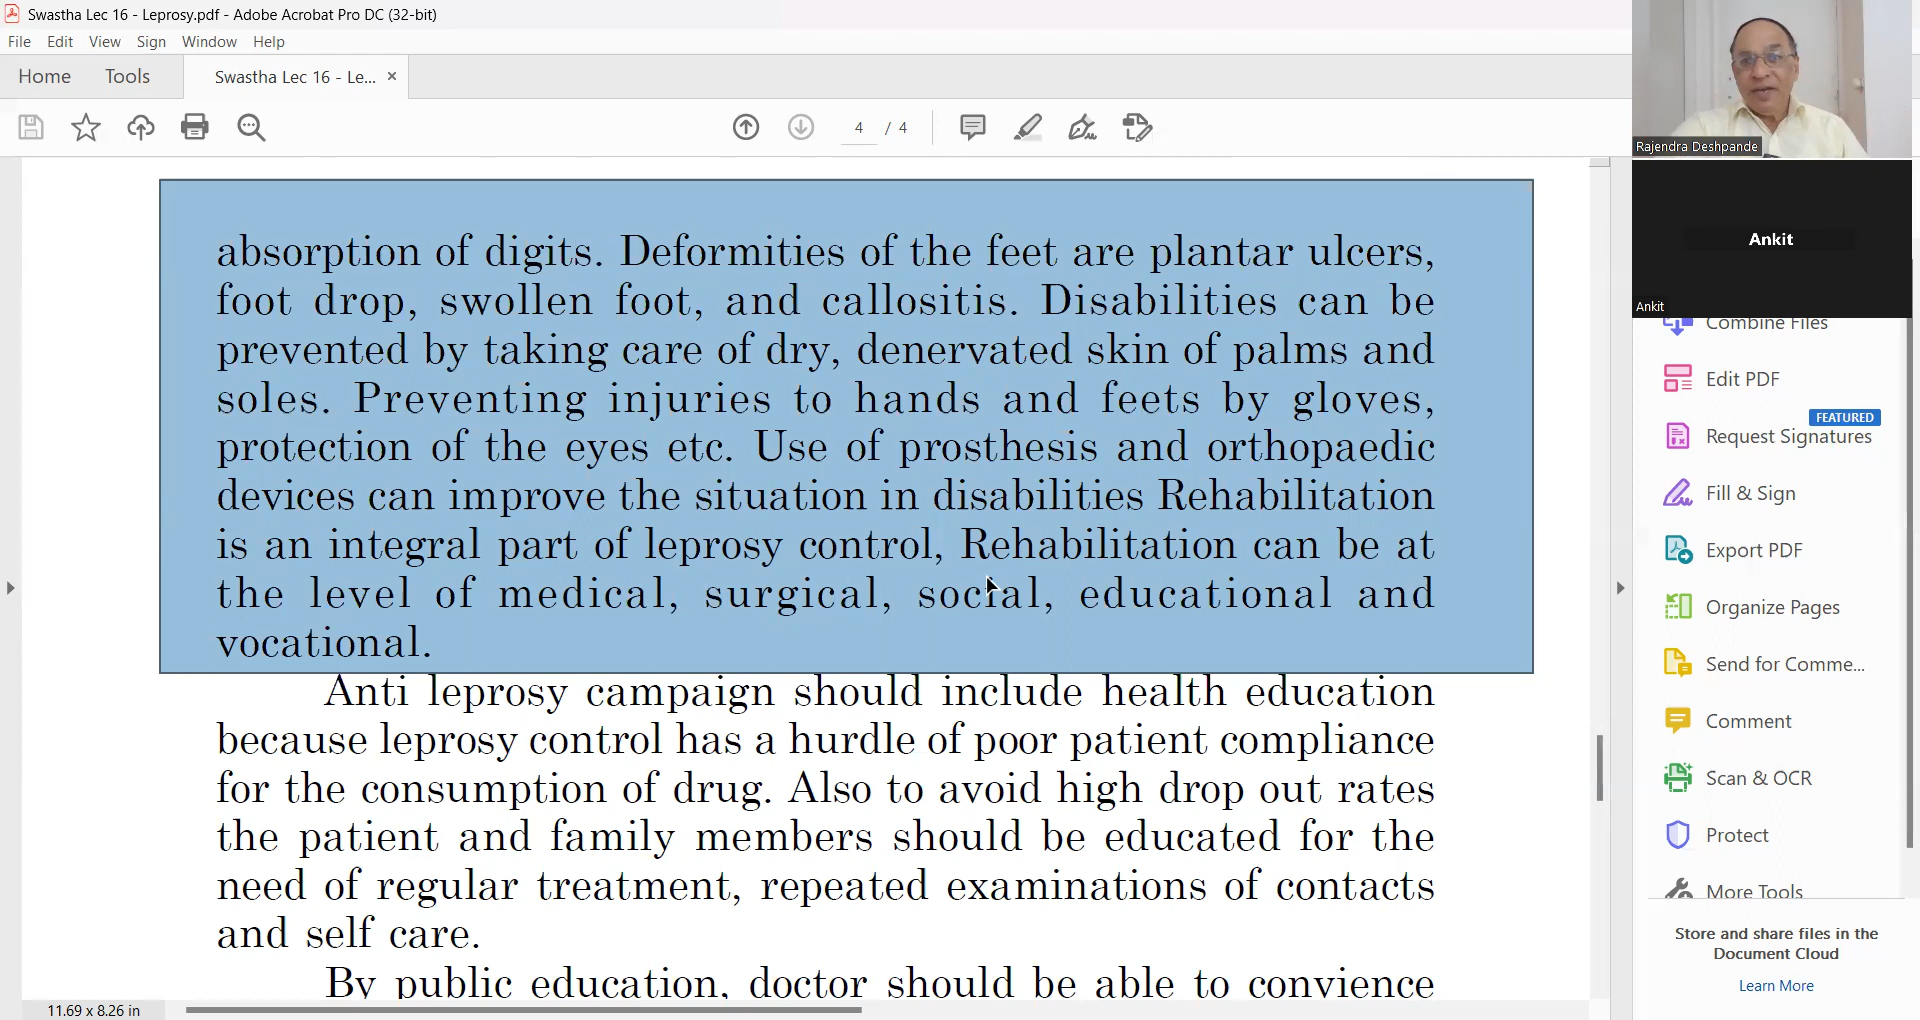 Swastha Lec 16 - Leprosy.pdf - Adobe Acrobat Pro DC (32-bit)
File Edit View Sign Window Help
Home Tools Swastha Lec 16 - Le... ×
4 / 4
absorption of digits. Deformities of the feet are plantar ulcers,
foot drop, swollen foot, and callositis. Disabilities can be
prevented by taking care of dry, denervated skin of palms and
soles. Preventing injuries to hands and feets by gloves,
protection of the eyes etc. Use of prosthesis and orthopaedic
devices can improve the situation in disabilities Rehabilitation
is an integral part of leprosy control, Rehabilitation can be at
the level of medical, surgical, social, educational and
vocational.
Anti leprosy campaign should include health education
because leprosy control has a hurdle of poor patient compliance
for the consumption of drug. Also to avoid high drop out rates
the patient and family members should be educated for the
need of regular treatment, repeated examinations of contacts
and self care.
By public education, doctor should be able to convience
11.69 x 8.26 in
Rajendra Deshpande
Ankit
Ankit
Combine Files
Edit PDF
FEATURED
Request Signatures
Fill & Sign
Export PDF
Organize Pages
Send for Comme...
Comment
Scan & OCR
Protect
More Tools
Store and share files in the
Document Cloud
Learn More